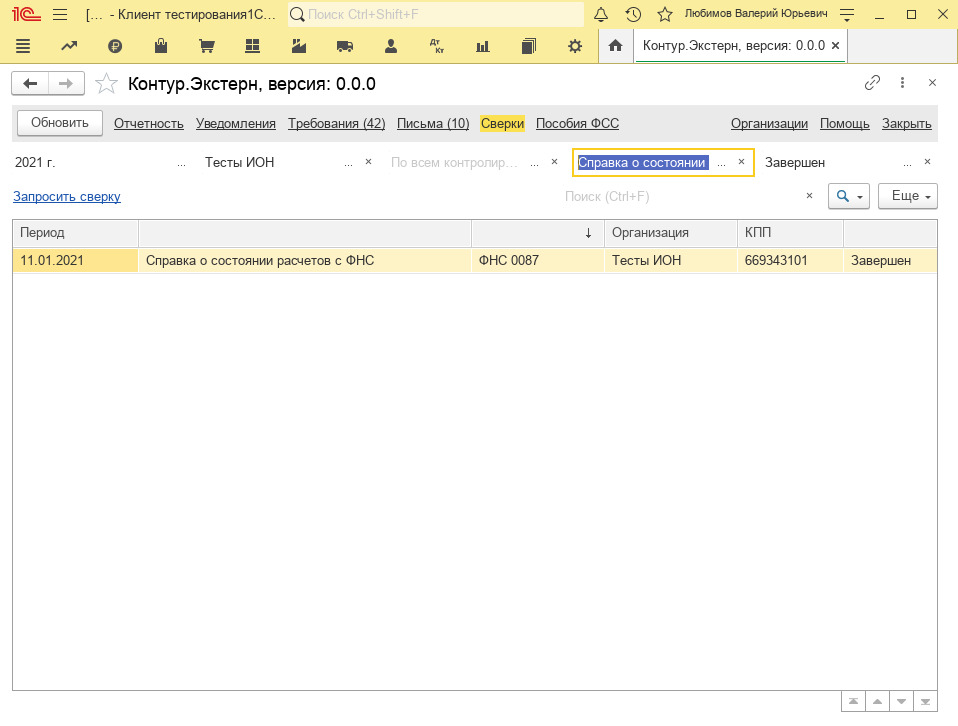 1С [... - Клиент тестирования1С... Поиск Ctrl+Shift+F Любимов Валерий Юрьевич
Дт Кт Контур.Экстерн, версия: 0.0.0 ×
Контур.Экстерн, версия: 0.0.0
Обновить Отчетность Уведомления Требования (42) Письма (10) Сверки Пособия ФСС Организации Помощь Закрыть
2021 г. ... Тесты ИОН ... × По всем контролир... ... × Справка о состоянии ... × Завершен ... ×
Запросить сверку Поиск (Ctrl+F) × Еще
Период ↓ Организация КПП
11.01.2021 Справка о состоянии расчетов с ФНС ФНС 0087 Тесты ИОН 669343101 Завершен